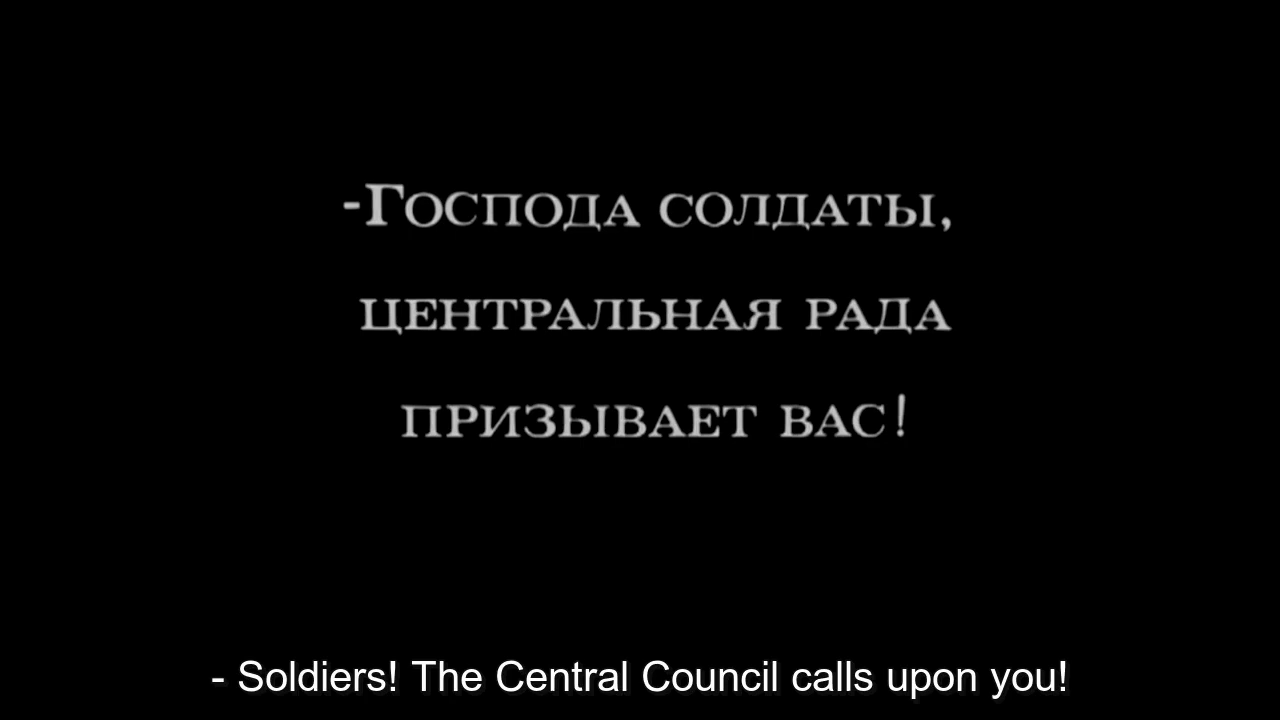 -Господа солдаты,
центральная рада
призывает вас!
- Soldiers! The Central Council calls upon you!